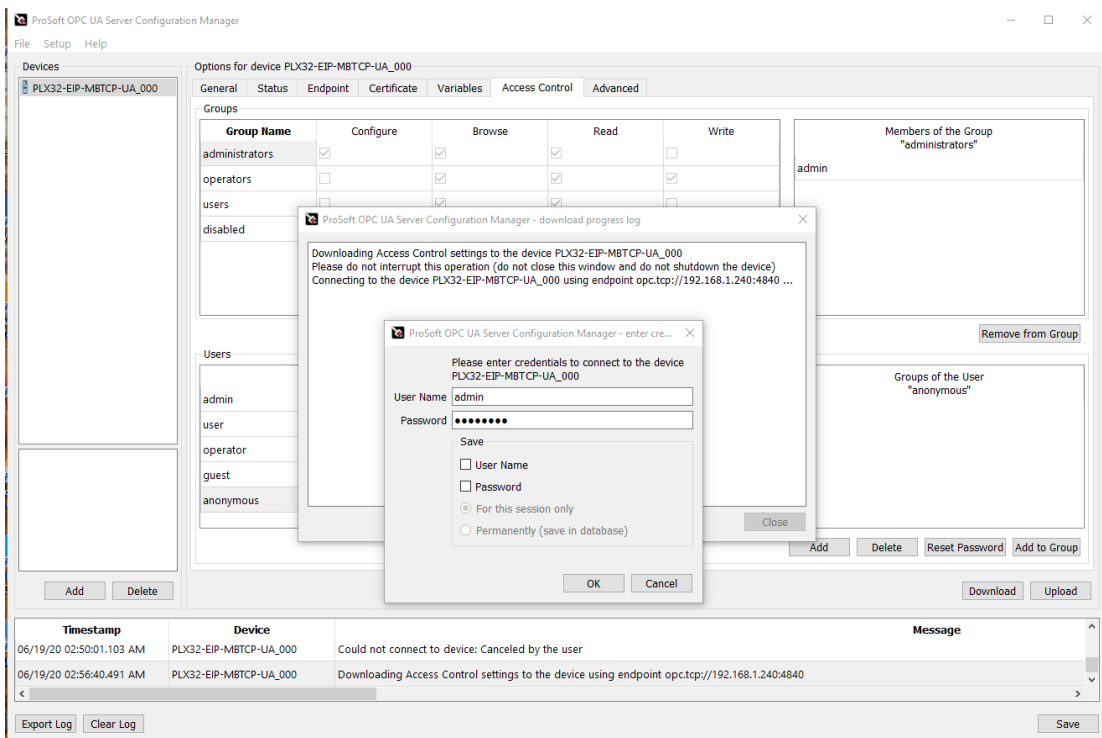 ProSoft OPC UA Server Configuration Manager
File Setup Help
Devices
PLX32-EIP-MBTCP-UA_000
Options for device PLX32-EIP-MBTCP-UA_000
General Status Endpoint Certificate Variables Access Control Advanced
Groups
Group Name Configure Browse Read Write
administrators
operators
users
disabled
Members of the Group
"administrators"
admin
Remove from Group
ProSoft OPC UA Server Configuration Manager - download progress log
Downloading Access Control settings to the device PLX32-EIP-MBTCP-UA_000
Please do not interrupt this operation (do not close this window and do not shutdown the device)
Connecting to the device PLX32-EIP-MBTCP-UA_000 using endpoint opc.tcp://192.168.1.240:4840 ...
Close
ProSoft OPC UA Server Configuration Manager - enter cre...
Please enter credentials to connect to the device
PLX32-EIP-MBTCP-UA_000
User Name admin
Password ●●●●●●●●
Save
User Name
Password
For this session only
Permanently (save in database)
OK Cancel
Users
admin
user
operator
guest
anonymous
Groups of the User
"anonymous"
Add Delete Reset Password Add to Group
Add Delete
Download Upload
Timestamp Device Message
06/19/20 02:50:01.103 AM PLX32-EIP-MBTCP-UA_000 Could not connect to device: Canceled by the user
06/19/20 02:56:40.491 AM PLX32-EIP-MBTCP-UA_000 Downloading Access Control settings to the device using endpoint opc.tcp://192.168.1.240:4840
Export Log Clear Log Save